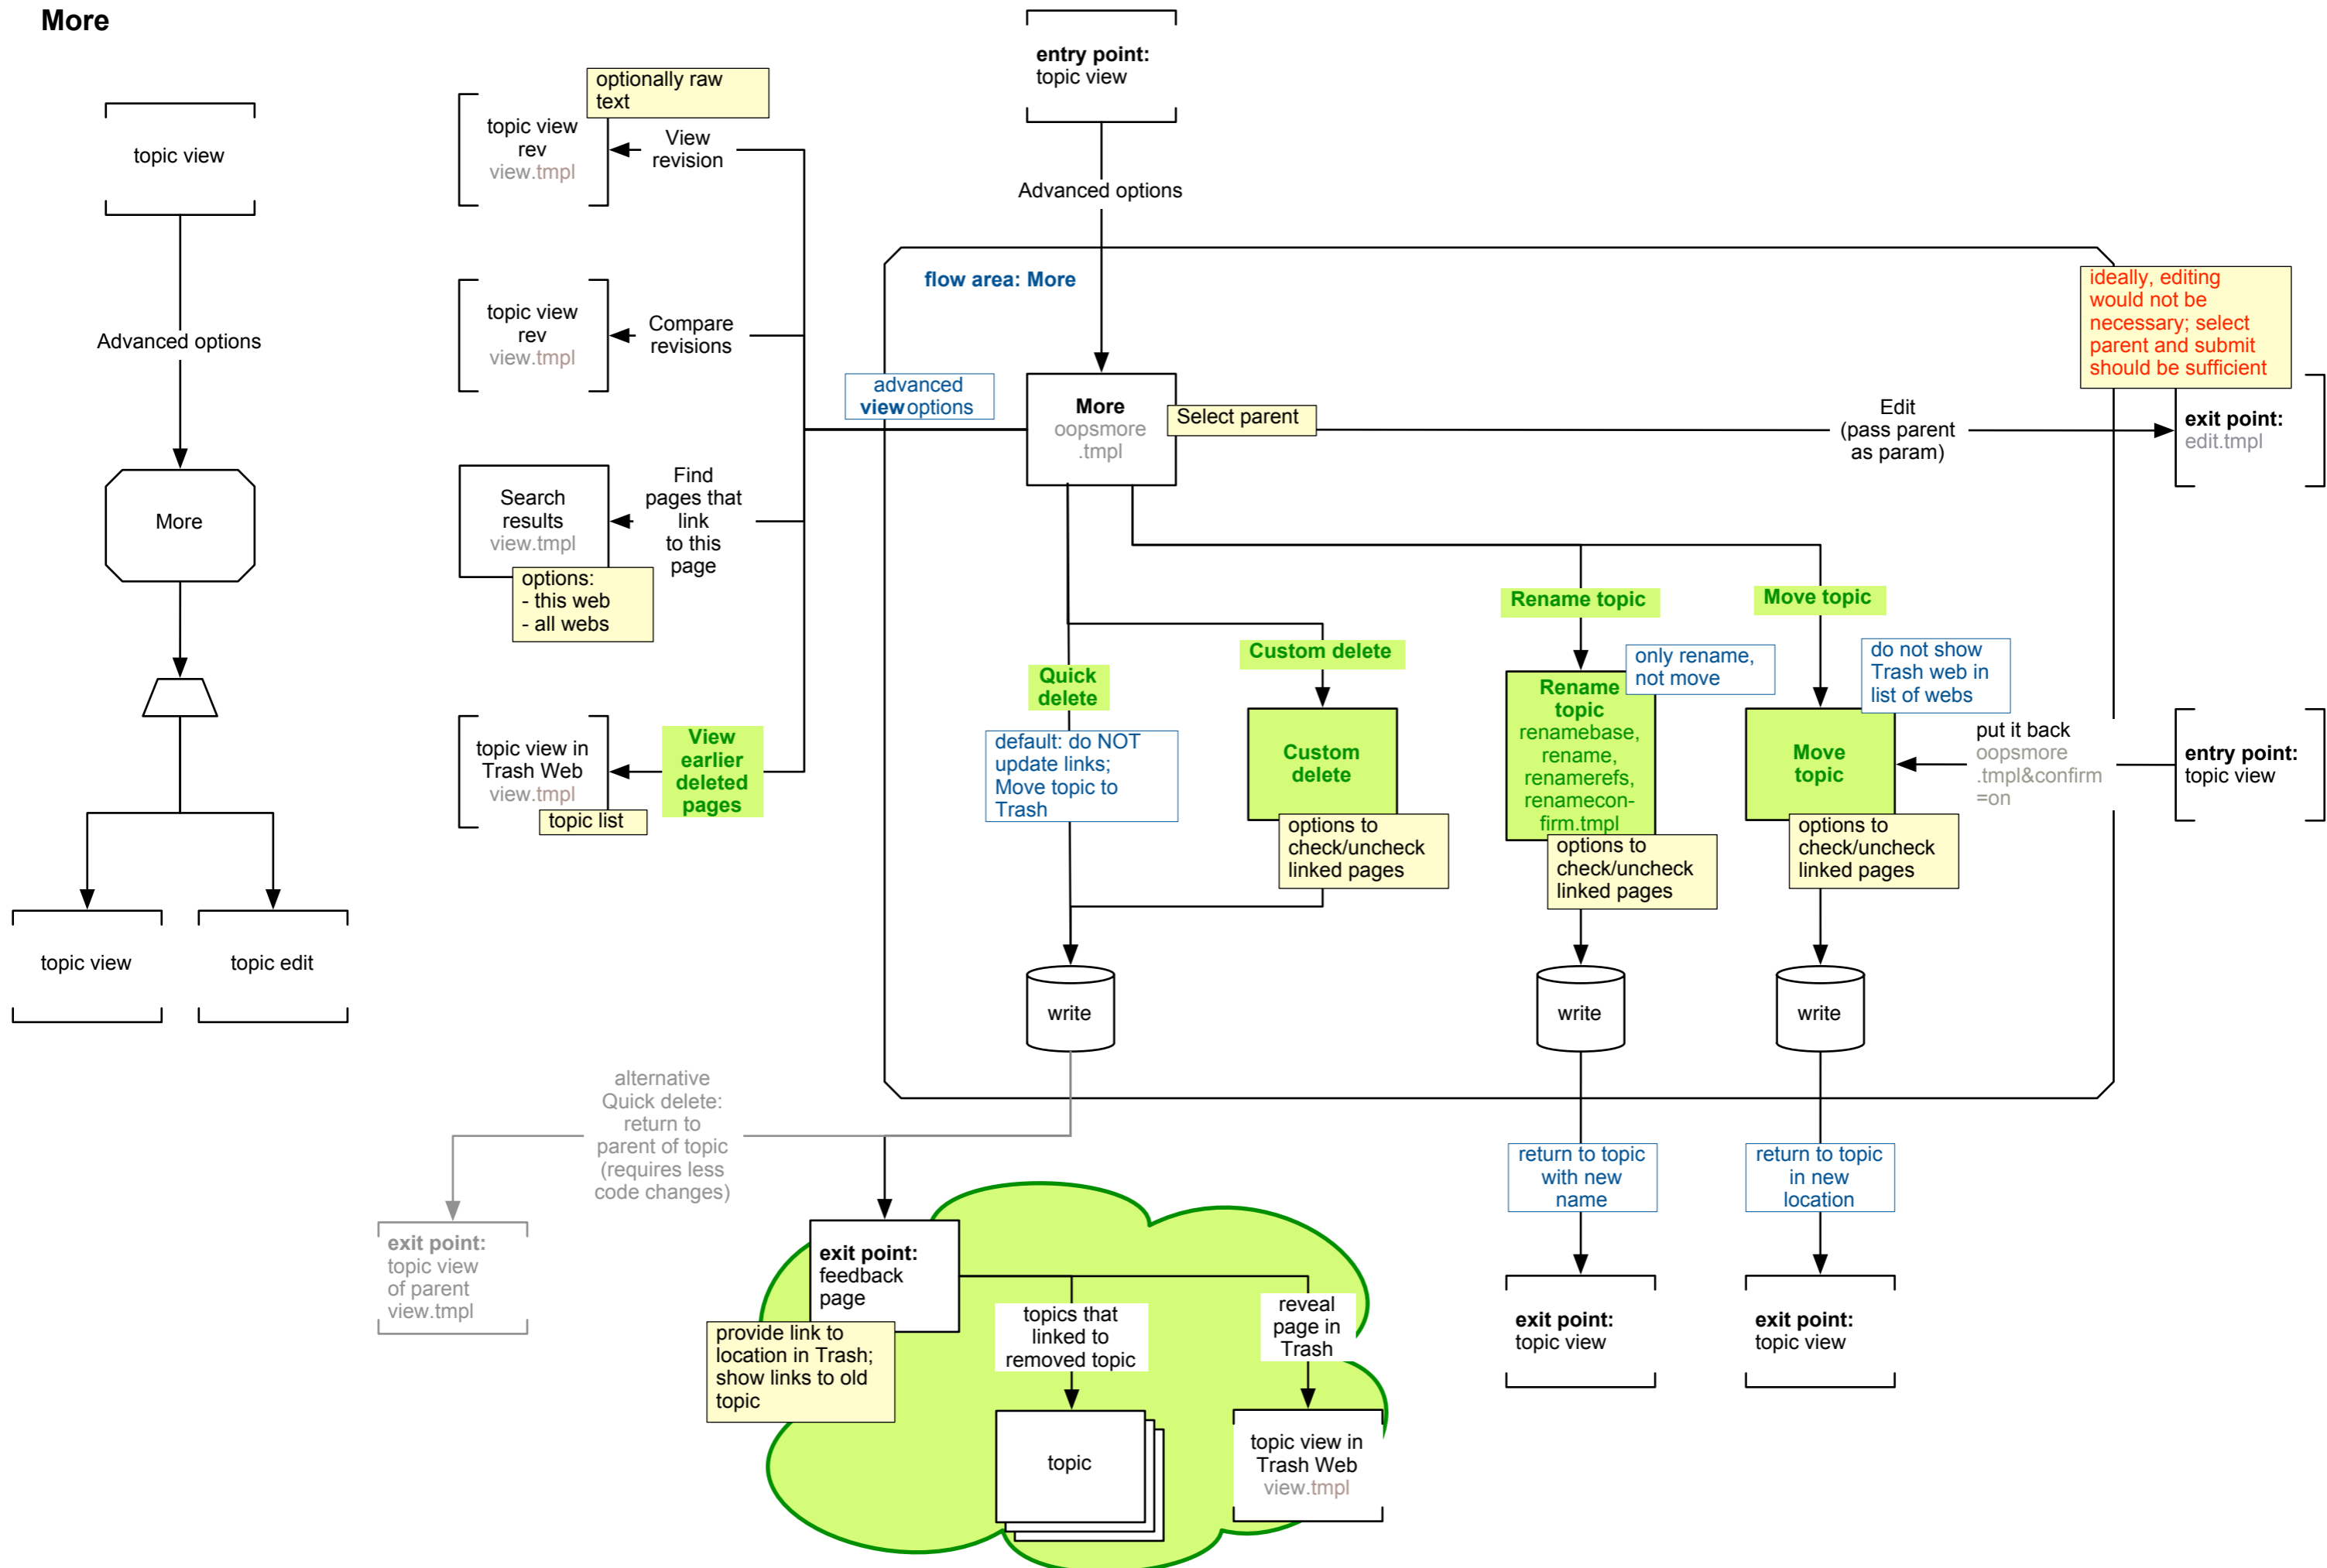 More
topic view
Advanced options
More
topic view
topic edit
optionally raw
text
topic view
rev
view.tmpl
View
revision
topic view
rev
view.tmpl
Compare
revisions
Search
results
view.tmpl
Find
pages that
link
to this
page
options:
- this web
- all webs
topic view in
Trash Web
view.tmpl
topic list
View
earlier
deleted
pages
entry point:
topic view
Advanced options
flow area: More
advanced
view options
More
oopsmore
.tmpl
Select parent
Edit
(pass parent
as param)
ideally, editing
would not be
necessary; select
parent and submit
should be sufficient
exit point:
edit.tmpl
Quick
delete
default: do NOT
update links;
Move topic to
Trash
Custom delete
Custom
delete
options to
check/uncheck
linked pages
Rename topic
only rename,
not move
Rename
topic
renamebase,
rename,
renamerefs,
renamecon-
firm.tmpl
options to
check/uncheck
linked pages
Move topic
do not show
Trash web in
list of webs
Move
topic
options to
check/uncheck
linked pages
put it back
oopsmore
.tmpl&confirm
=on
entry point:
topic view
write
write
write
alternative
Quick delete:
return to
parent of topic
(requires less
code changes)
exit point:
topic view
of parent
view.tmpl
exit point:
feedback
page
provide link to
location in Trash;
show links to old
topic
topics that
linked to
removed topic
reveal
page in
Trash
topic
topic view in
Trash Web
view.tmpl
return to topic
with new
name
return to topic
in new
location
exit point:
topic view
exit point:
topic view